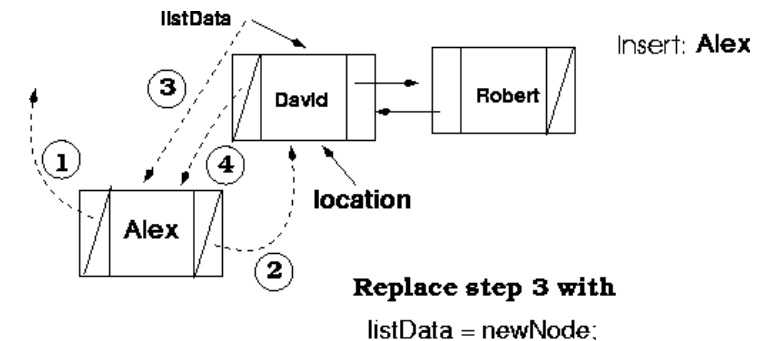 listData
Insert: Alex
3
David
Robert
1
4
location
Alex
2
Replace step 3 with
listData = newNode;